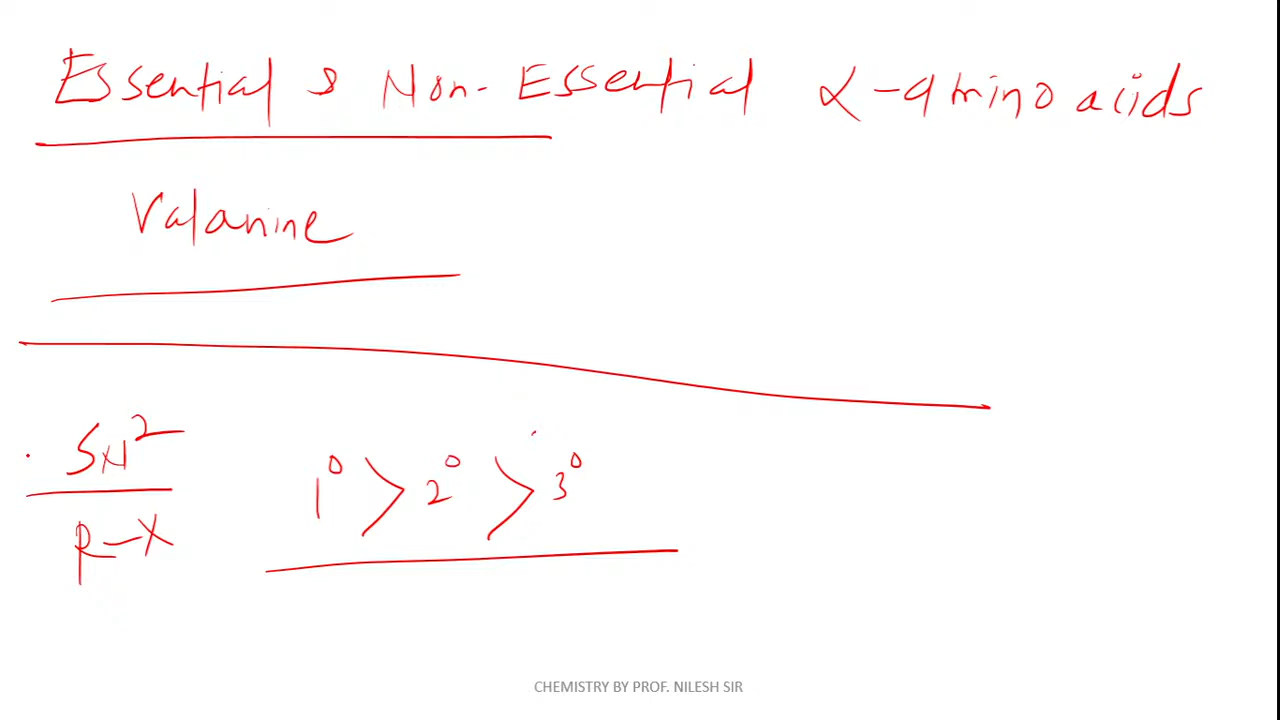 Essential & Non-Essential α-amino acids
Valanine
SN² 1° > 2° > 3°
R-X
CHEMISTRY BY PROF. NILESH SIR